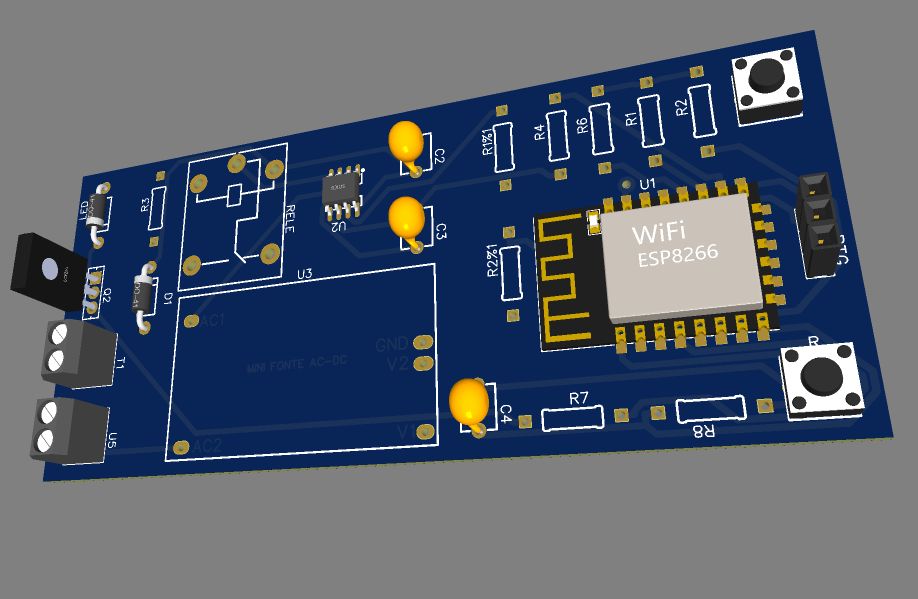 C2
R1%1
R4
R6
R1
R2
R3
RELE
U2
C3
U1
WiFi
ESP8266
R2%1
Q2
D1
U3
AC1
GND
V2
MINI FONTE AC-DC
T1
U5
AC2
V1
C4
R7
R8
R